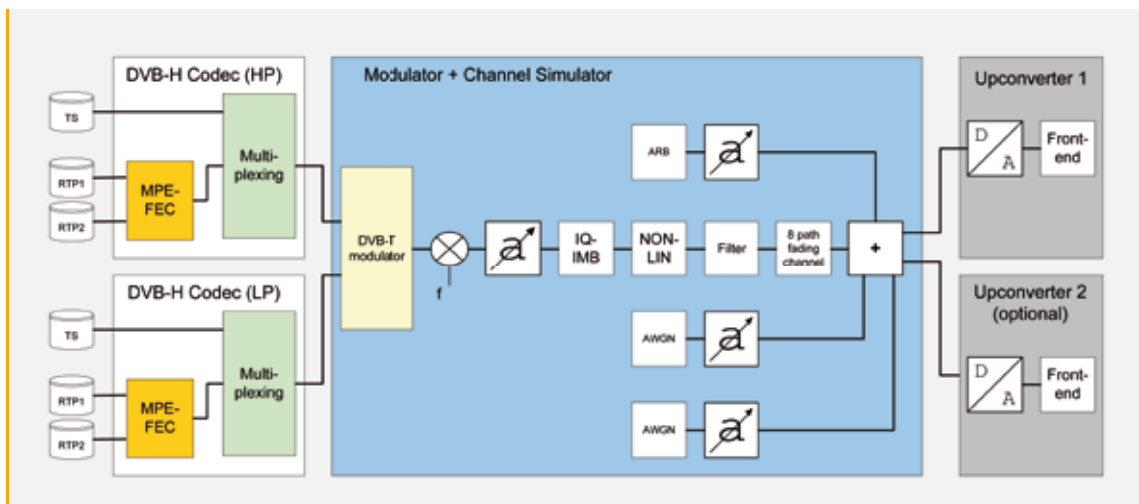 DVB-H Codec (HP)
TS
RTP1
RTP2
MPE-
FEC
Multi-
plexing
DVB-H Codec (LP)
TS
RTP1
RTP2
MPE-
FEC
Multi-
plexing
Modulator + Channel Simulator
DVB-T
modulator
f
a
IQ-
IMB
NON-
LIN
Filter
8 path
fading
channel
+
ARB
a
AWGN
a
AWGN
a
Upconverter 1
D
A
Front-
end
Upconverter 2
(optional)
D
A
Front-
end